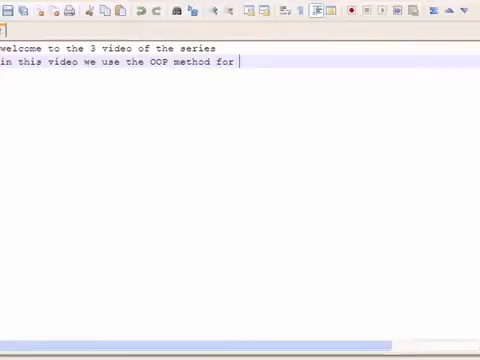 welcome to the 3 video of the series
in this video we use the OOP method for